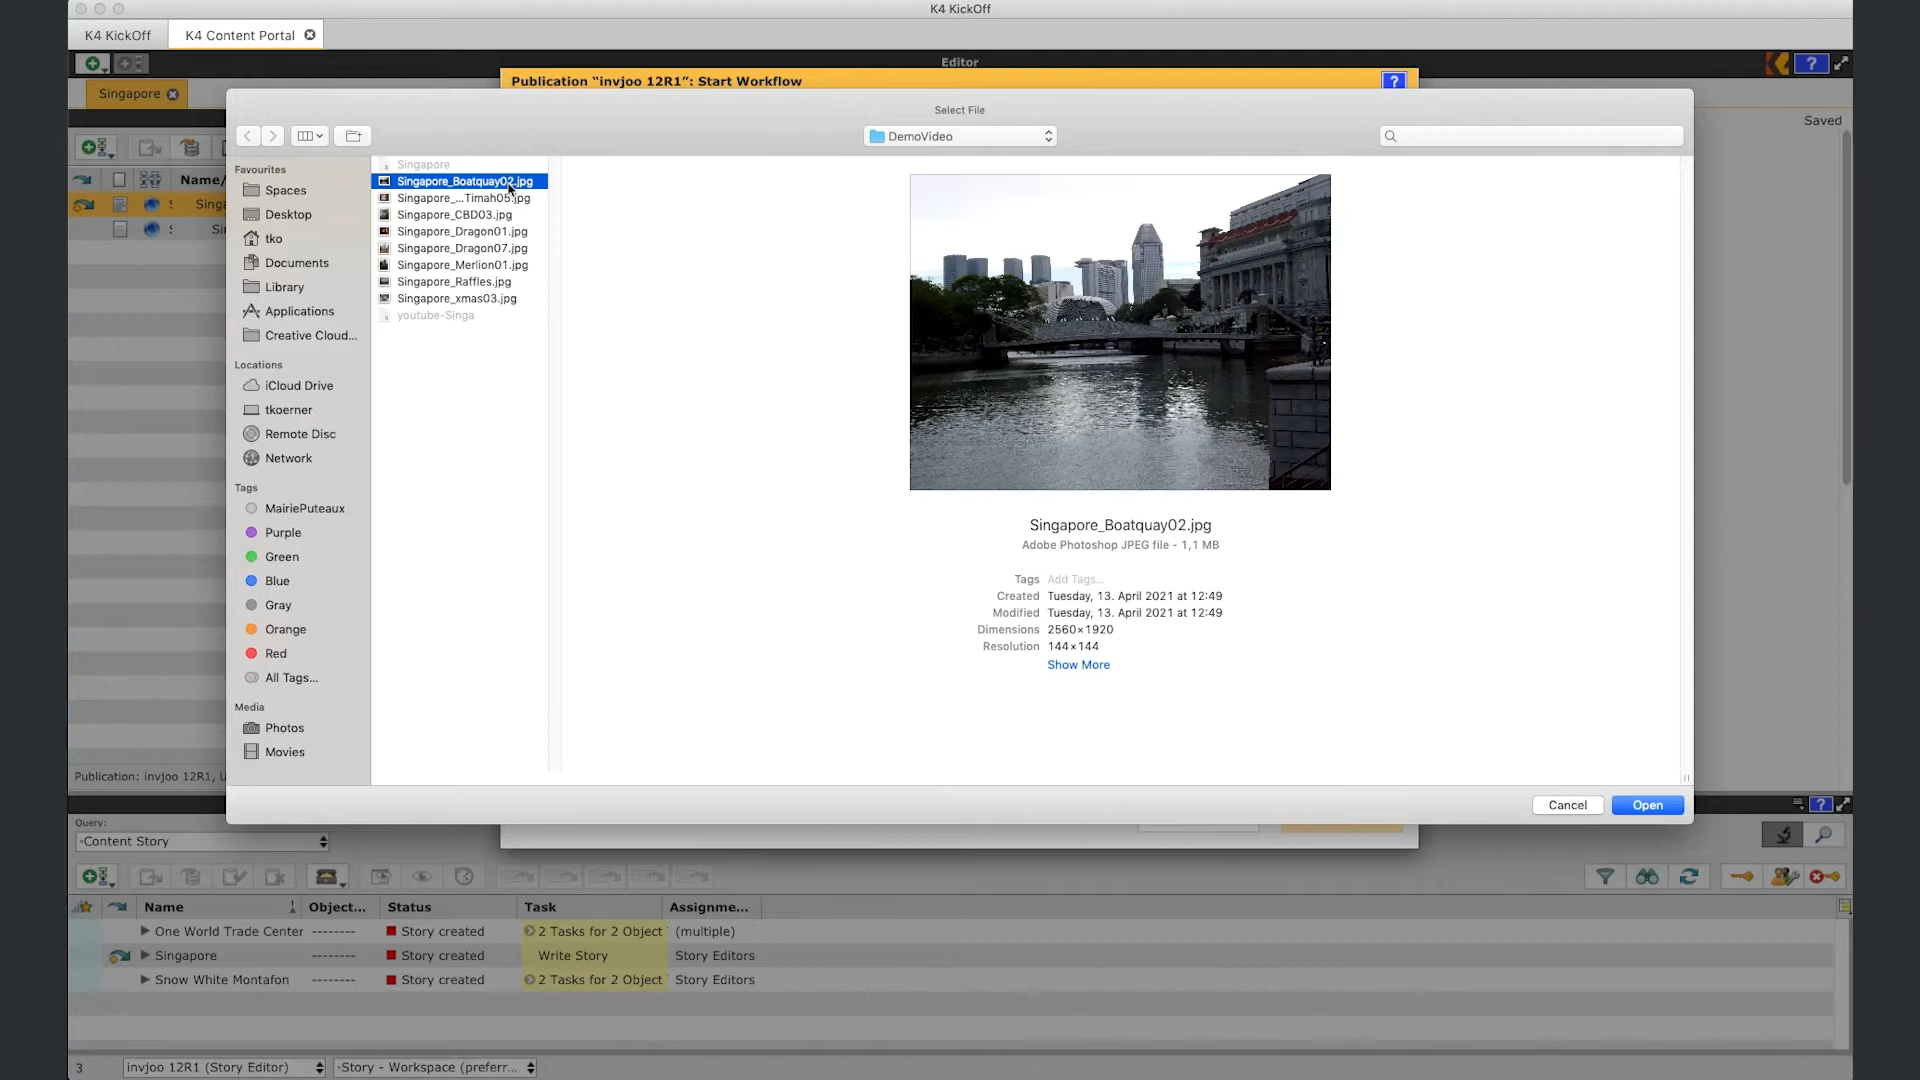 K4 KickOff
K4 KickOff
K4 Content Portal
Editor
Publication “invjoo 12R1”: Start Workflow
?
?
Singapore
Saved
Select File
DemoVideo
Name/
Singa
Si
Favourites
Spaces
Desktop
tko
Documents
Library
Applications
Creative Cloud...
Locations
iCloud Drive
tkoerner
Remote Disc
Network
Tags
MairiePuteaux
Purple
Green
Blue
Gray
Orange
Red
All Tags...
Media
Photos
Movies
Singapore
Singapore_Boatquay02.jpg
Singapore_...Timah05.jpg
Singapore_CBD03.jpg
Singapore_Dragon01.jpg
Singapore_Dragon07.jpg
Singapore_Merlion01.jpg
Singapore_Raffles.jpg
Singapore_xmas03.jpg
youtube-Singa
Singapore_Boatquay02.jpg
Adobe Photoshop JPEG file - 1,1 MB
Tags Add Tags...
Created Tuesday, 13. April 2021 at 12:49
Modified Tuesday, 13. April 2021 at 12:49
Dimensions 2560×1920
Resolution 144×144
Show More
Cancel
Open
Publication: invjoo 12R1, U
?
Query:
◦Content Story
Name Object... Status Task Assignme...
One World Trade Center -------- Story created 2 Tasks for 2 Object (multiple)
Singapore -------- Story created Write Story Story Editors
Snow White Montafon -------- Story created 2 Tasks for 2 Object Story Editors
3
invjoo 12R1 (Story Editor)
◦Story - Workspace (preferr...